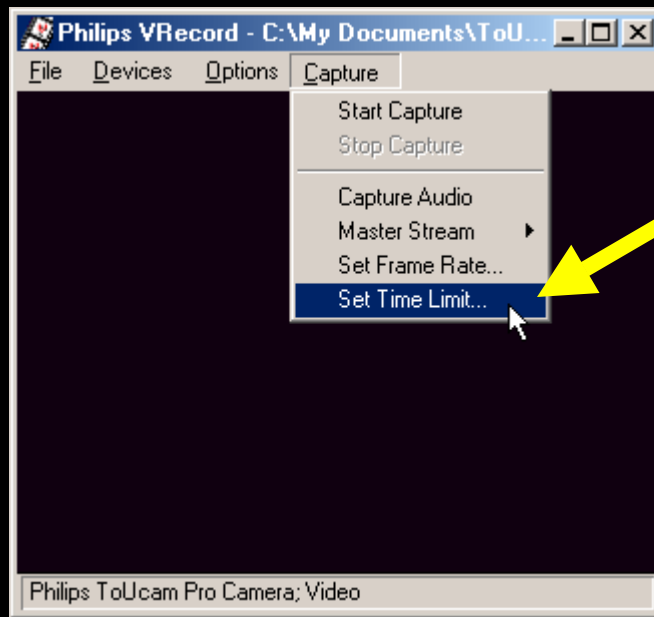 Philips VRecord - C:\My Documents\ToU...
File Devices Options Capture
Start Capture
Stop Capture
Capture Audio
Master Stream
Set Frame Rate...
Set Time Limit...
Philips ToUcam Pro Camera; Video